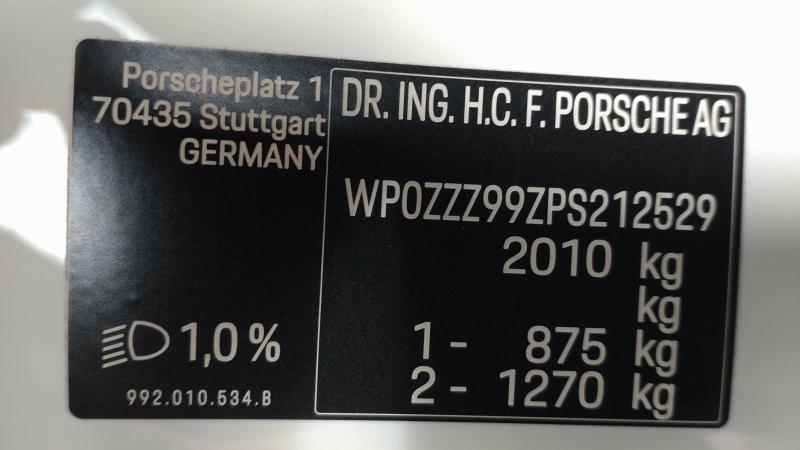 Porscheplatz 1
70435 Stuttgart
GERMANY
1,0 %
992.010.534.B
DR. ING. H.C. F. PORSCHE AG
WP0ZZZ99ZPS212529
2010 kg
kg
1 - 875 kg
2 - 1270 kg